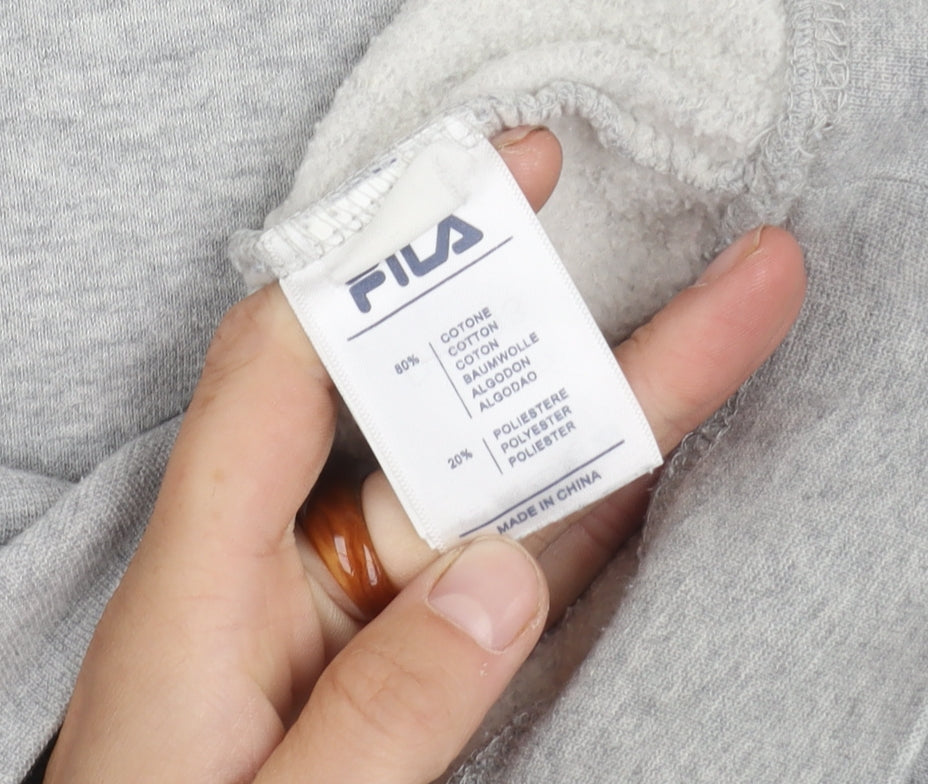 FILA
80%
COTONE
COTTON
COTON
BAUMWOLLE
ALGODON
ALGODAO
20%
POLIESTERE
POLYESTER
POLIESTER
MADE IN CHINA